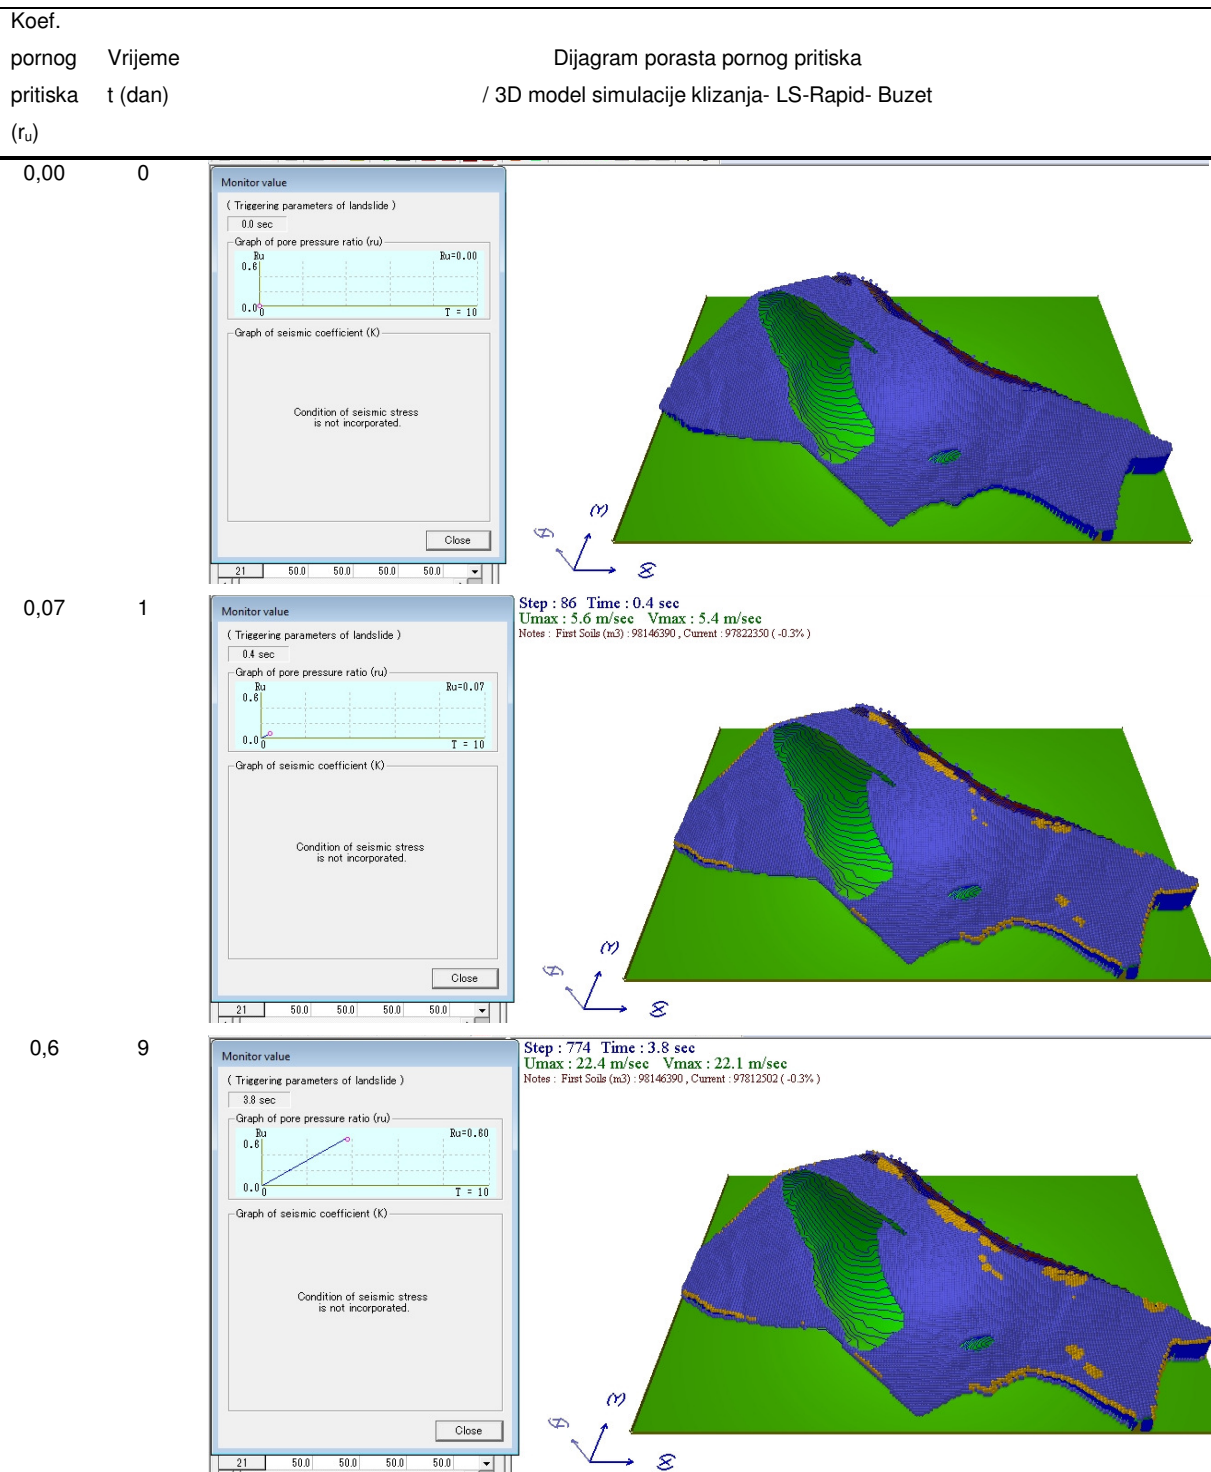 Koef.
pornog Vrijeme Dijagram porasta pornog pritiska
pritiska t (dan) / 3D model simulacije klizanja- LS-Rapid- Buzet
(ru)
0,00 0
Monitor value
( Triggering parameters of landslide )
0.0 sec
Graph of pore pressure ratio (ru)
Ru Ru=0.00
0.6
0.0
0 T = 10
Graph of seismic coefficient (K)
Condition of seismic stress
is not incorporated.
Close
(Y)
(Z)
(X)
21 50.0 50.0 50.0 50.0
0,07 1
Step : 86 Time : 0.4 sec
Umax : 5.6 m/sec Vmax : 5.4 m/sec
Notes : First Soils (m3) : 98146390 , Current : 97822350 ( -0.3% )
Monitor value
( Triggering parameters of landslide )
0.4 sec
Graph of pore pressure ratio (ru)
Ru Ru=0.07
0.6
0.0
0 T = 10
Graph of seismic coefficient (K)
Condition of seismic stress
is not incorporated.
Close
(Y)
(Z)
(X)
21 50.0 50.0 50.0 50.0
0,6 9
Step : 774 Time : 3.8 sec
Umax : 22.4 m/sec Vmax : 22.1 m/sec
Notes : First Soils (m3) : 98146390 , Current : 97812502 ( -0.3% )
Monitor value
( Triggering parameters of landslide )
3.8 sec
Graph of pore pressure ratio (ru)
Ru Ru=0.60
0.6
0.0
0 T = 10
Graph of seismic coefficient (K)
Condition of seismic stress
is not incorporated.
Close
(Y)
(Z)
(X)
21 50.0 50.0 50.0 50.0